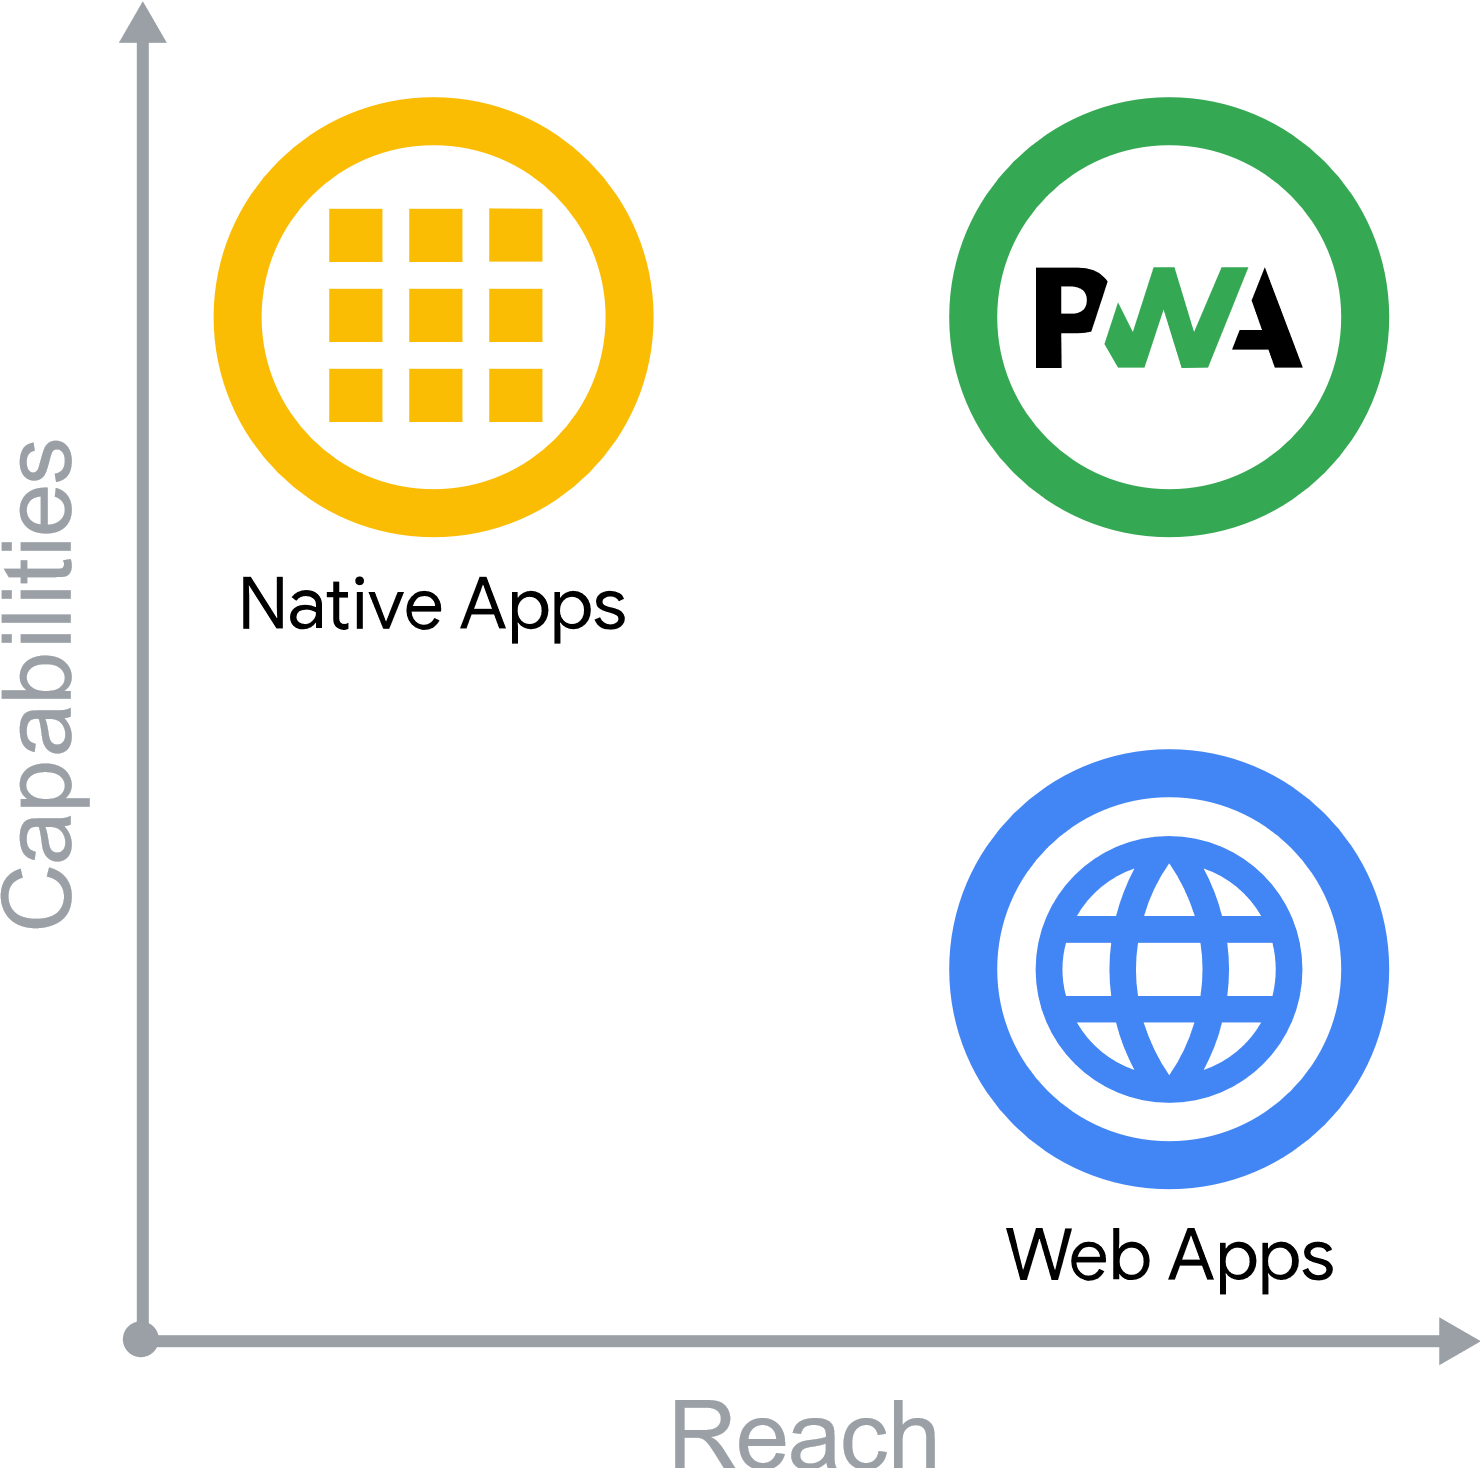 PWA
Native Apps
Capabilities
Web Apps
Reach